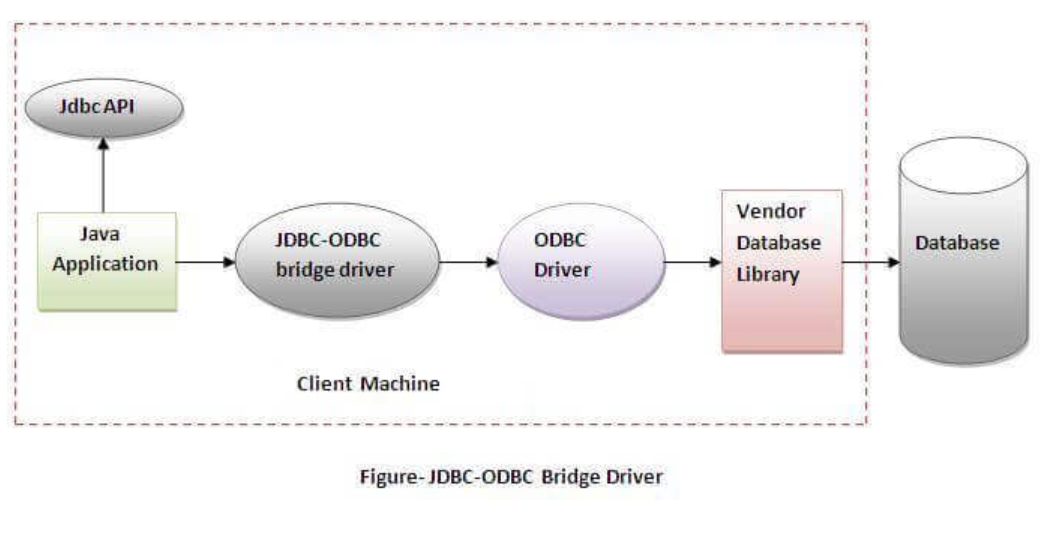 Jdbc API
Java
Application
JDBC-ODBC
bridge driver
ODBC
Driver
Vendor
Database
Library
Database
Client Machine
Figure- JDBC-ODBC Bridge Driver